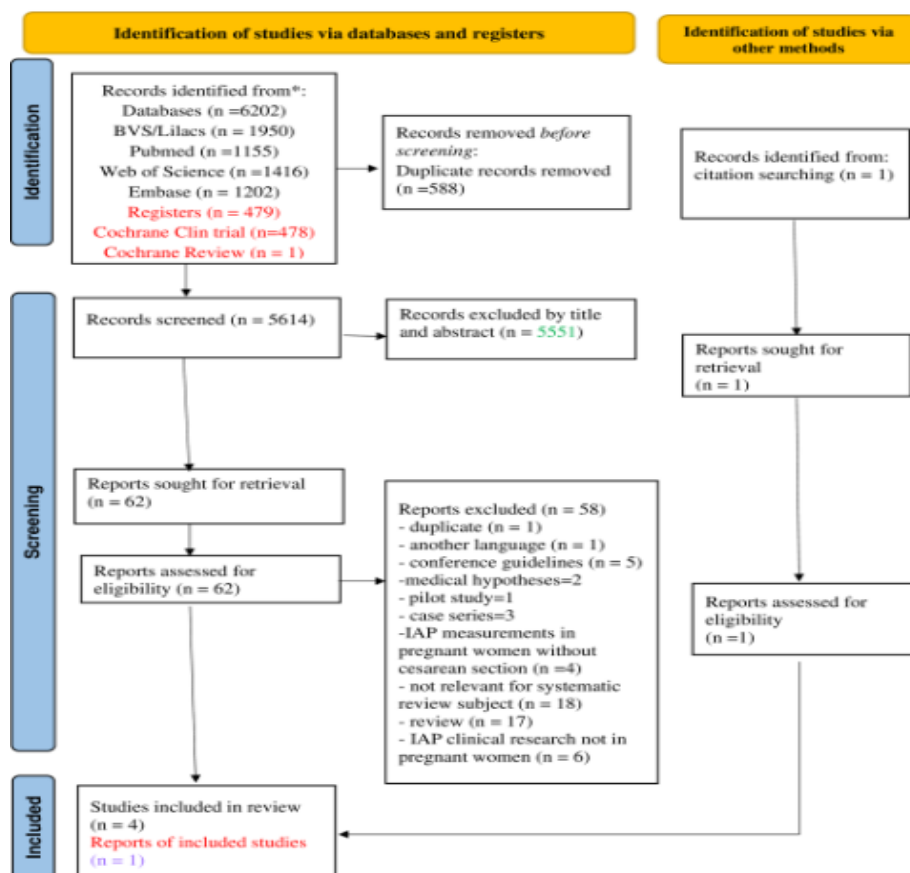 Identification of studies via databases and registers
Identification of studies via
other methods
Identification
Records identified from*:
Databases (n =6202)
BVS/Lilacs (n = 1950)
Pubmed (n =1155)
Web of Science (n =1416)
Embase (n = 1202)
Registers (n = 479)
Cochrane Clin trial (n=478)
Cochrane Review (n = 1)
Records removed before
screening:
Duplicate records removed
(n =588)
Records identified from:
citation searching (n = 1)
Screening
Records screened (n = 5614)
Records excluded by title
and abstract (n = 5551)
Reports sought for
retrieval
(n = 1)
Reports sought for retrieval
(n = 62)
Reports assessed for
eligibility (n = 62)
Reports excluded (n = 58)
- duplicate (n = 1)
- another language (n = 1)
- conference guidelines (n = 5)
-medical hypotheses=2
- pilot study=1
- case series=3
-IAP measurements in
pregnant women without
cesarean section (n =4)
- not relevant for systematic
review subject (n = 18)
- review (n = 17)
- IAP clinical research not in
pregnant women (n = 6)
Reports assessed for
eligibility
(n =1)
Included
Studies included in review
(n = 4)
Reports of included studies
(n = 1)